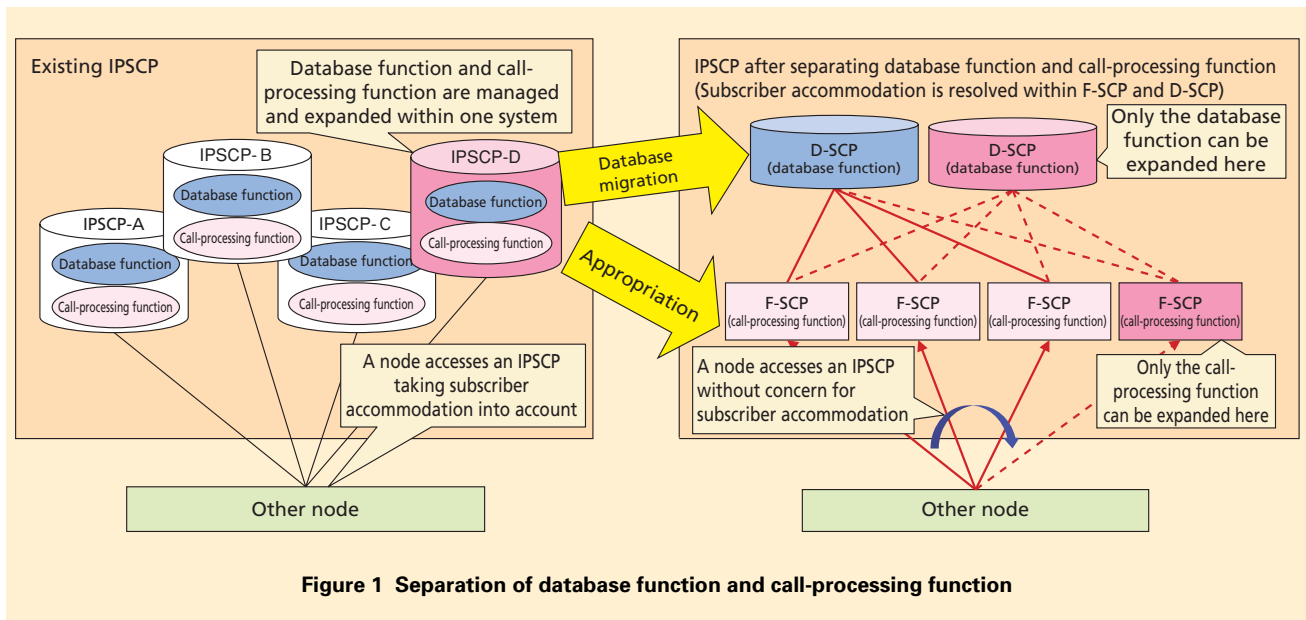 Existing IPSCP
Database function and call-
processing function are managed
and expanded within one system
IPSCP-A
Database function
Call-processing function
IPSCP-B
Database function
Call-processing function
IPSCP-C
Database function
Call-processing function
IPSCP-D
Database function
Call-processing function
A node accesses an IPSCP
taking subscriber
accommodation into account
Other node
Database
migration
Appropriation
IPSCP after separating database function and call-processing function
(Subscriber accommodation is resolved within F-SCP and D-SCP)
D-SCP
(database function)
D-SCP
(database function)
Only the database
function can be
expanded here
F-SCP
(call-processing function)
F-SCP
(call-processing function)
F-SCP
(call-processing function)
F-SCP
(call-processing function)
A node accesses an IPSCP
without concern for
subscriber accommodation
Only the call-
processing function
can be expanded here
Other node
Figure 1 Separation of database function and call-processing function